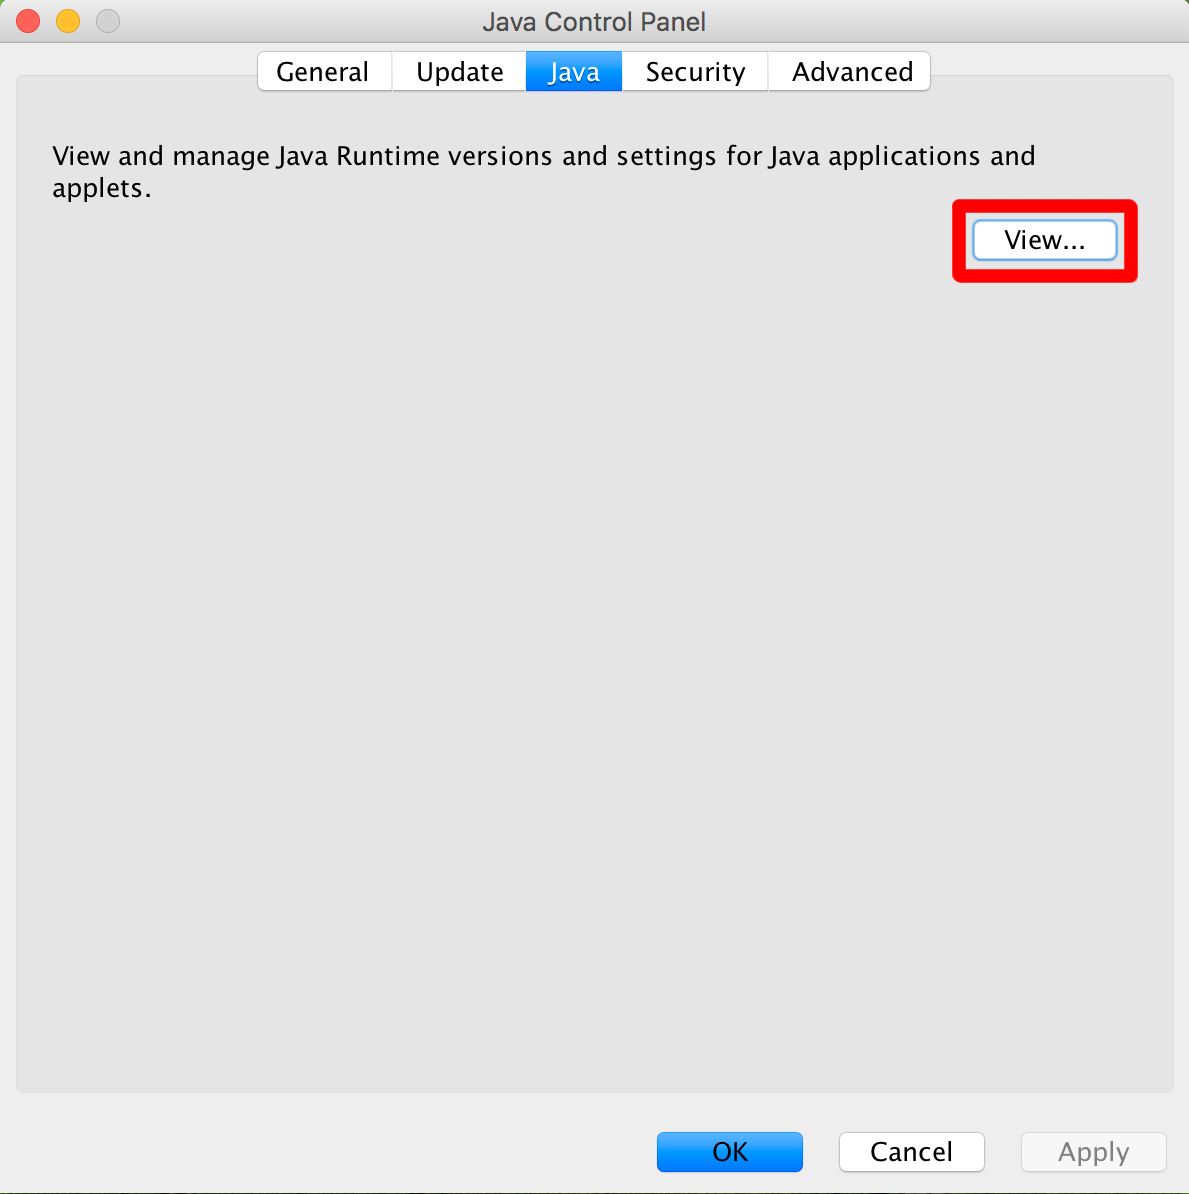 Java Control Panel
General Update Java Security Advanced
View and manage Java Runtime versions and settings for Java applications and
applets.
View...
OK Cancel Apply